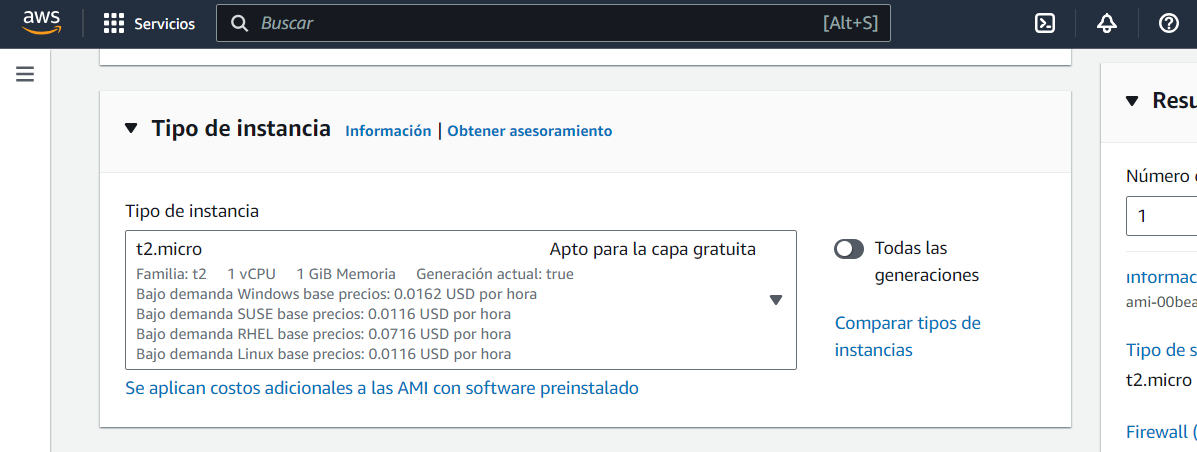 aws
Servicios
Buscar
[Alt+S]
Tipo de instancia
Información | Obtener asesoramiento
Tipo de instancia
t2.micro
Apto para la capa gratuita
Familia: t2 1 vCPU 1 GiB Memoria Generación actual: true
Bajo demanda Windows base precios: 0.0162 USD por hora
Bajo demanda SUSE base precios: 0.0116 USD por hora
Bajo demanda RHEL base precios: 0.0716 USD por hora
Bajo demanda Linux base precios: 0.0116 USD por hora
Se aplican costos adicionales a las AMI con software preinstalado
Todas las
generaciones
Comparar tipos de
instancias
Resu
Número
1
informac
ami-00bea
Tipo de s
t2.micro
Firewall (